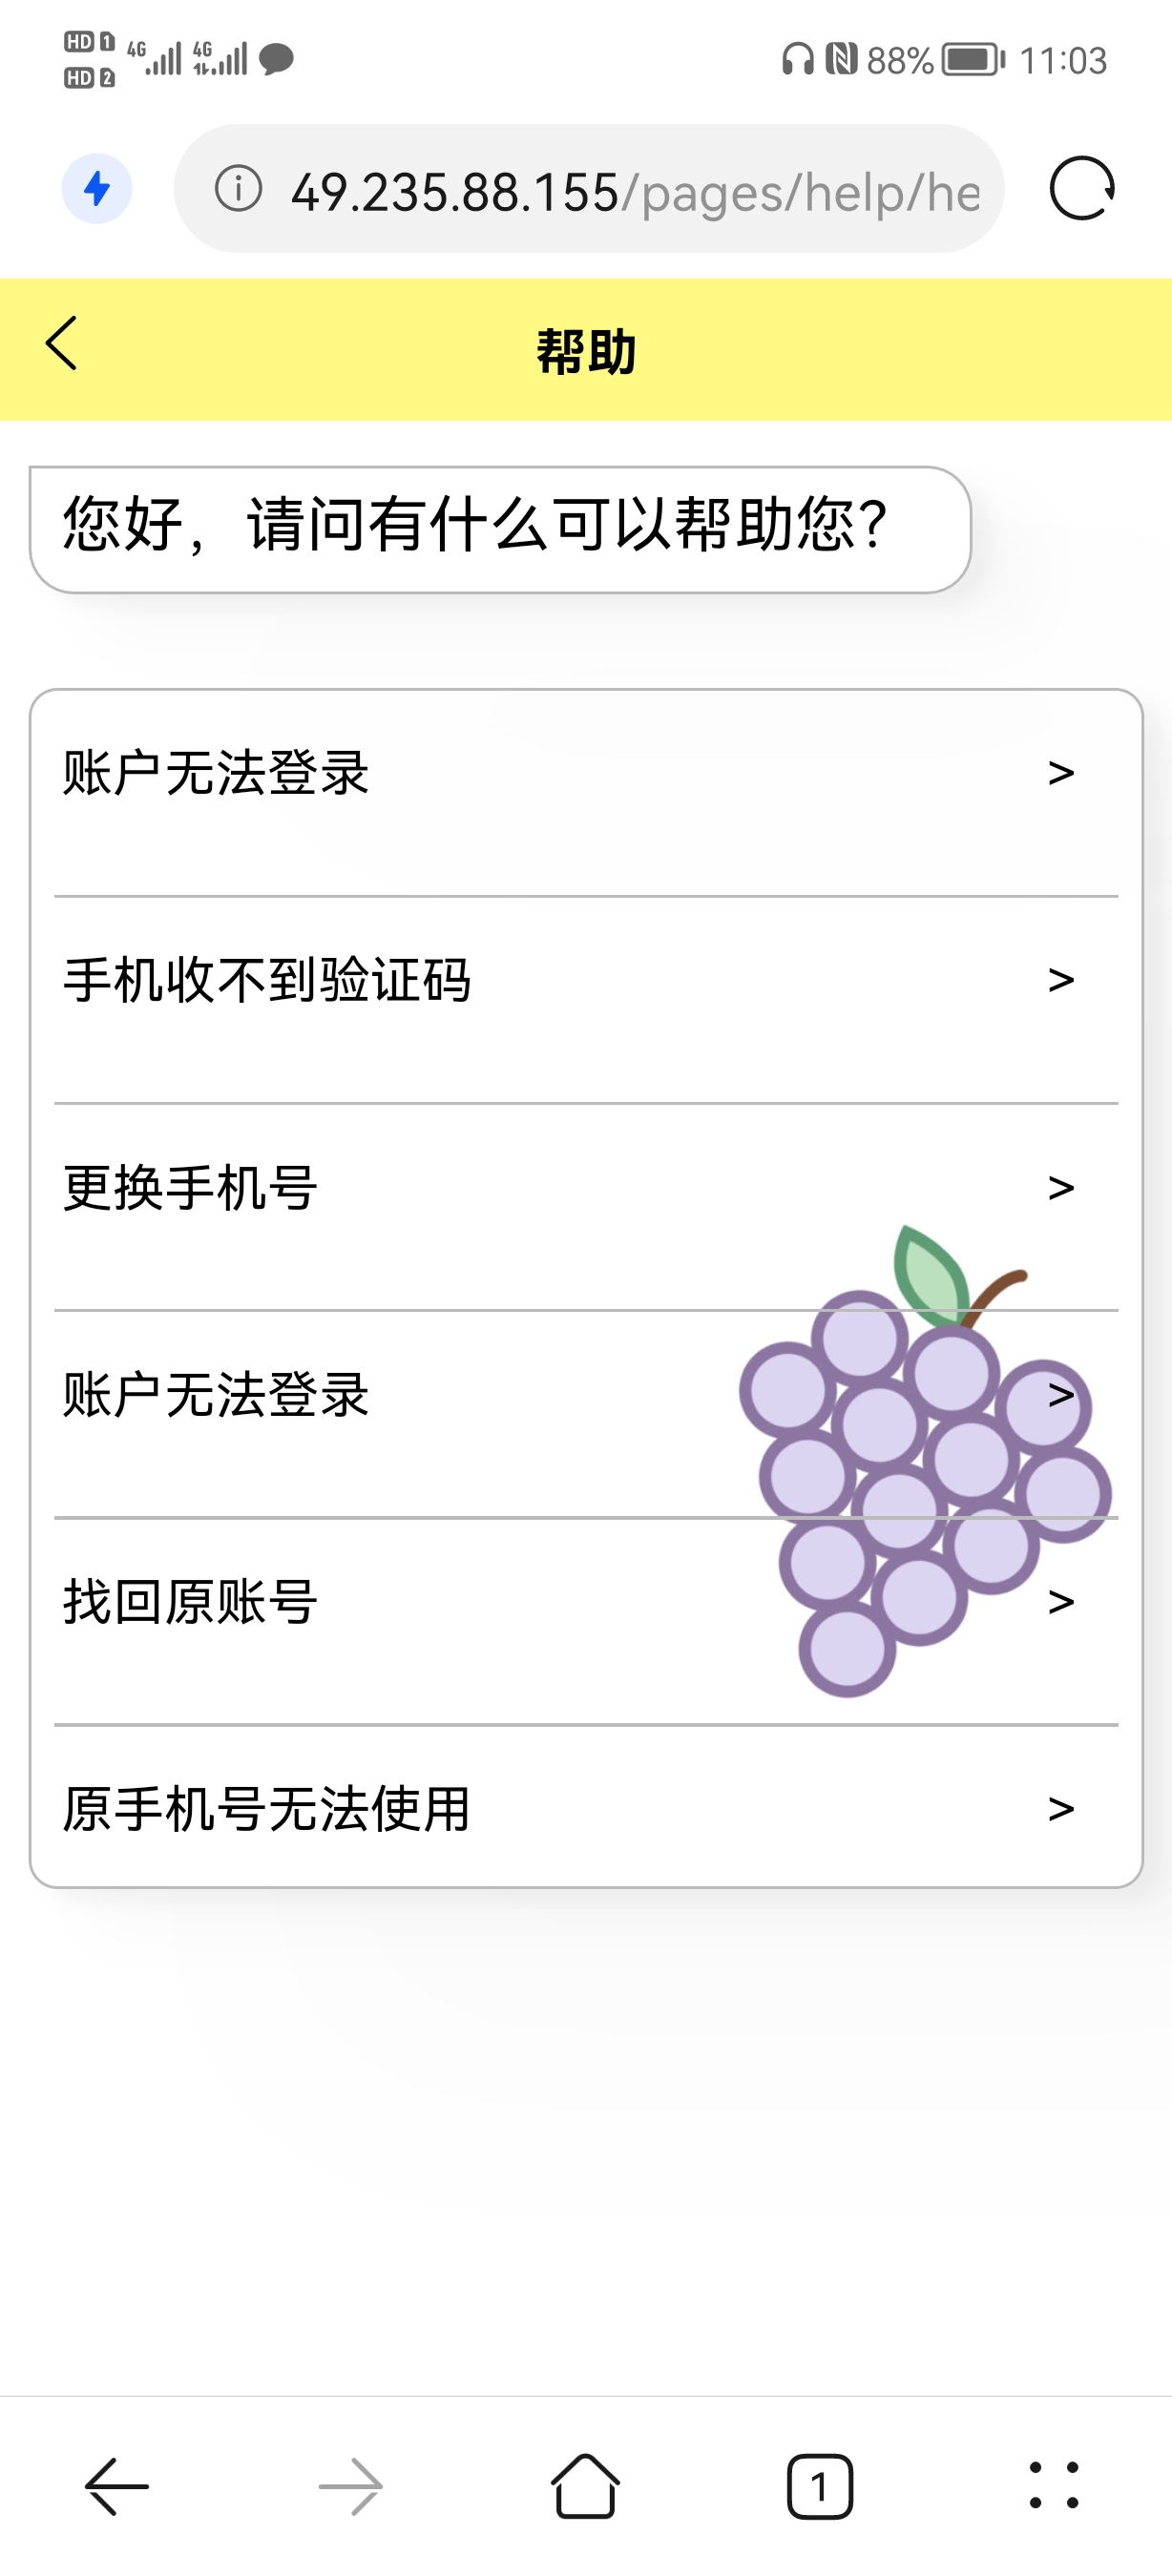 HD 1 4G 4G 88% 11:03
HD 2
49.235.88.155/pages/help/he
帮助
您好，请问有什么可以帮助您？
账户无法登录 >
手机收不到验证码 >
更换手机号 >
账户无法登录 >
找回原账号 >
原手机号无法使用 >
1